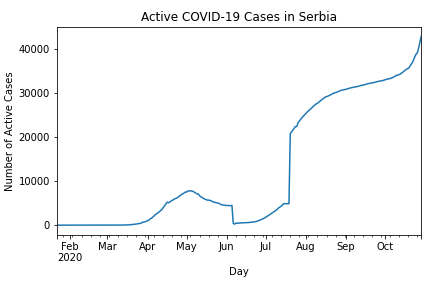 Active COVID-19 Cases in Serbia
Number of Active Cases
40000
30000
20000
10000
0
Feb Mar Apr May Jun Jul Aug Sep Oct
2020
Day